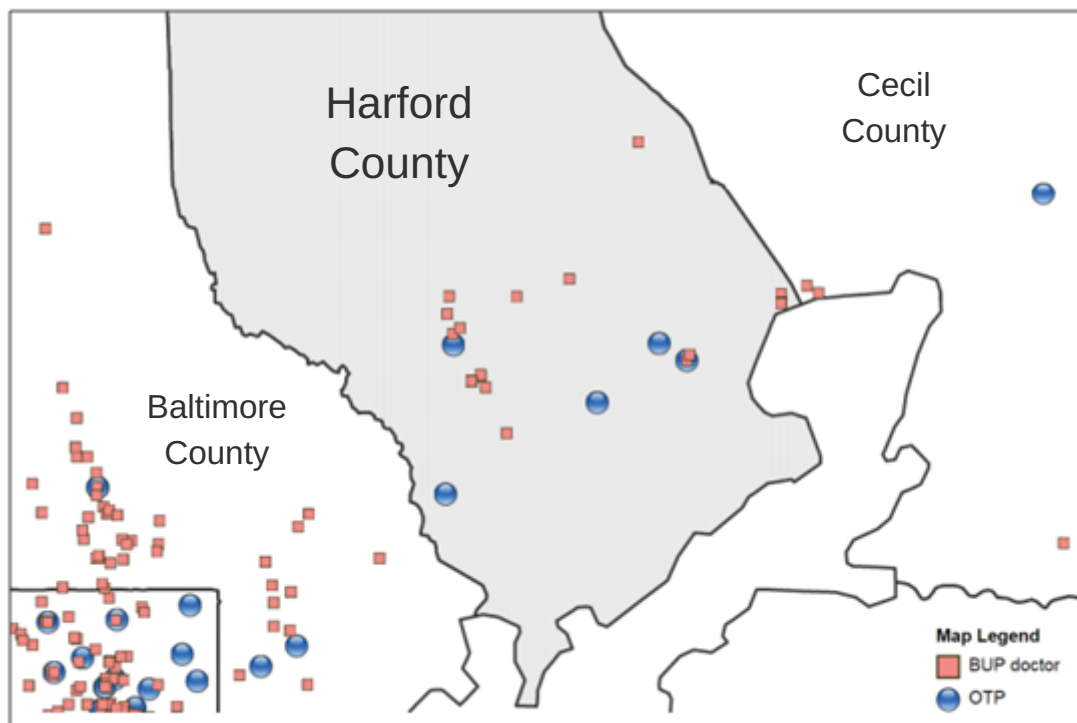 Harford
County
Cecil
County
Baltimore
County
Map Legend
BUP doctor
OTP